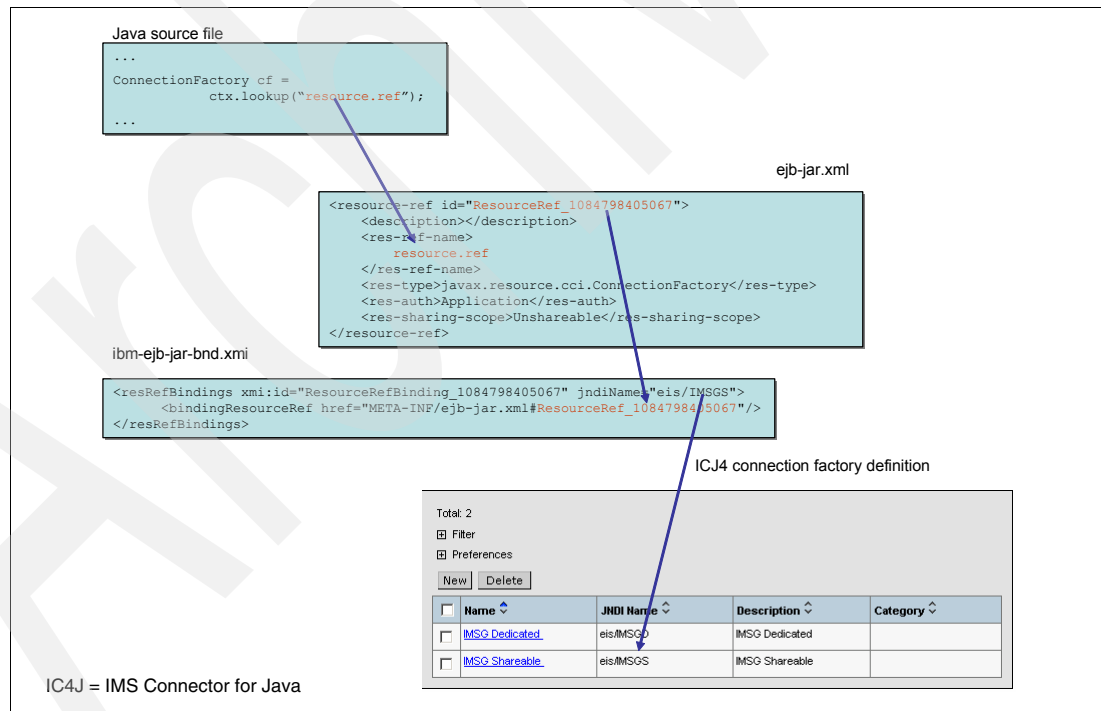 Java source file
...
ConnectionFactory cf =
ctx.lookup(“resource.ref”);
...
ejb-jar.xml
<resource-ref id="ResourceRef_1084798405067">
<description></description>
<res-ref-name>
resource.ref
</res-ref-name>
<res-type>javax.resource.cci.ConnectionFactory</res-type>
<res-auth>Application</res-auth>
<res-sharing-scope>Unshareable</res-sharing-scope>
</resource-ref>
ibm-ejb-jar-bnd.xmi
<resRefBindings xmi:id="ResourceRefBinding_1084798405067" jndiName="eis/IMSGS">
<bindingResourceRef href="META-INF/ejb-jar.xml#ResourceRef_1084798405067"/>
</resRefBindings>
ICJ4 connection factory definition
Total: 2
Filter
Preferences
New Delete
Name JNDI Name Description Category
IMSG Dedicated eis/IMSGD IMSG Dedicated
IMSG Shareable eis/IMSGS IMSG Shareable
IC4J = IMS Connector for Java